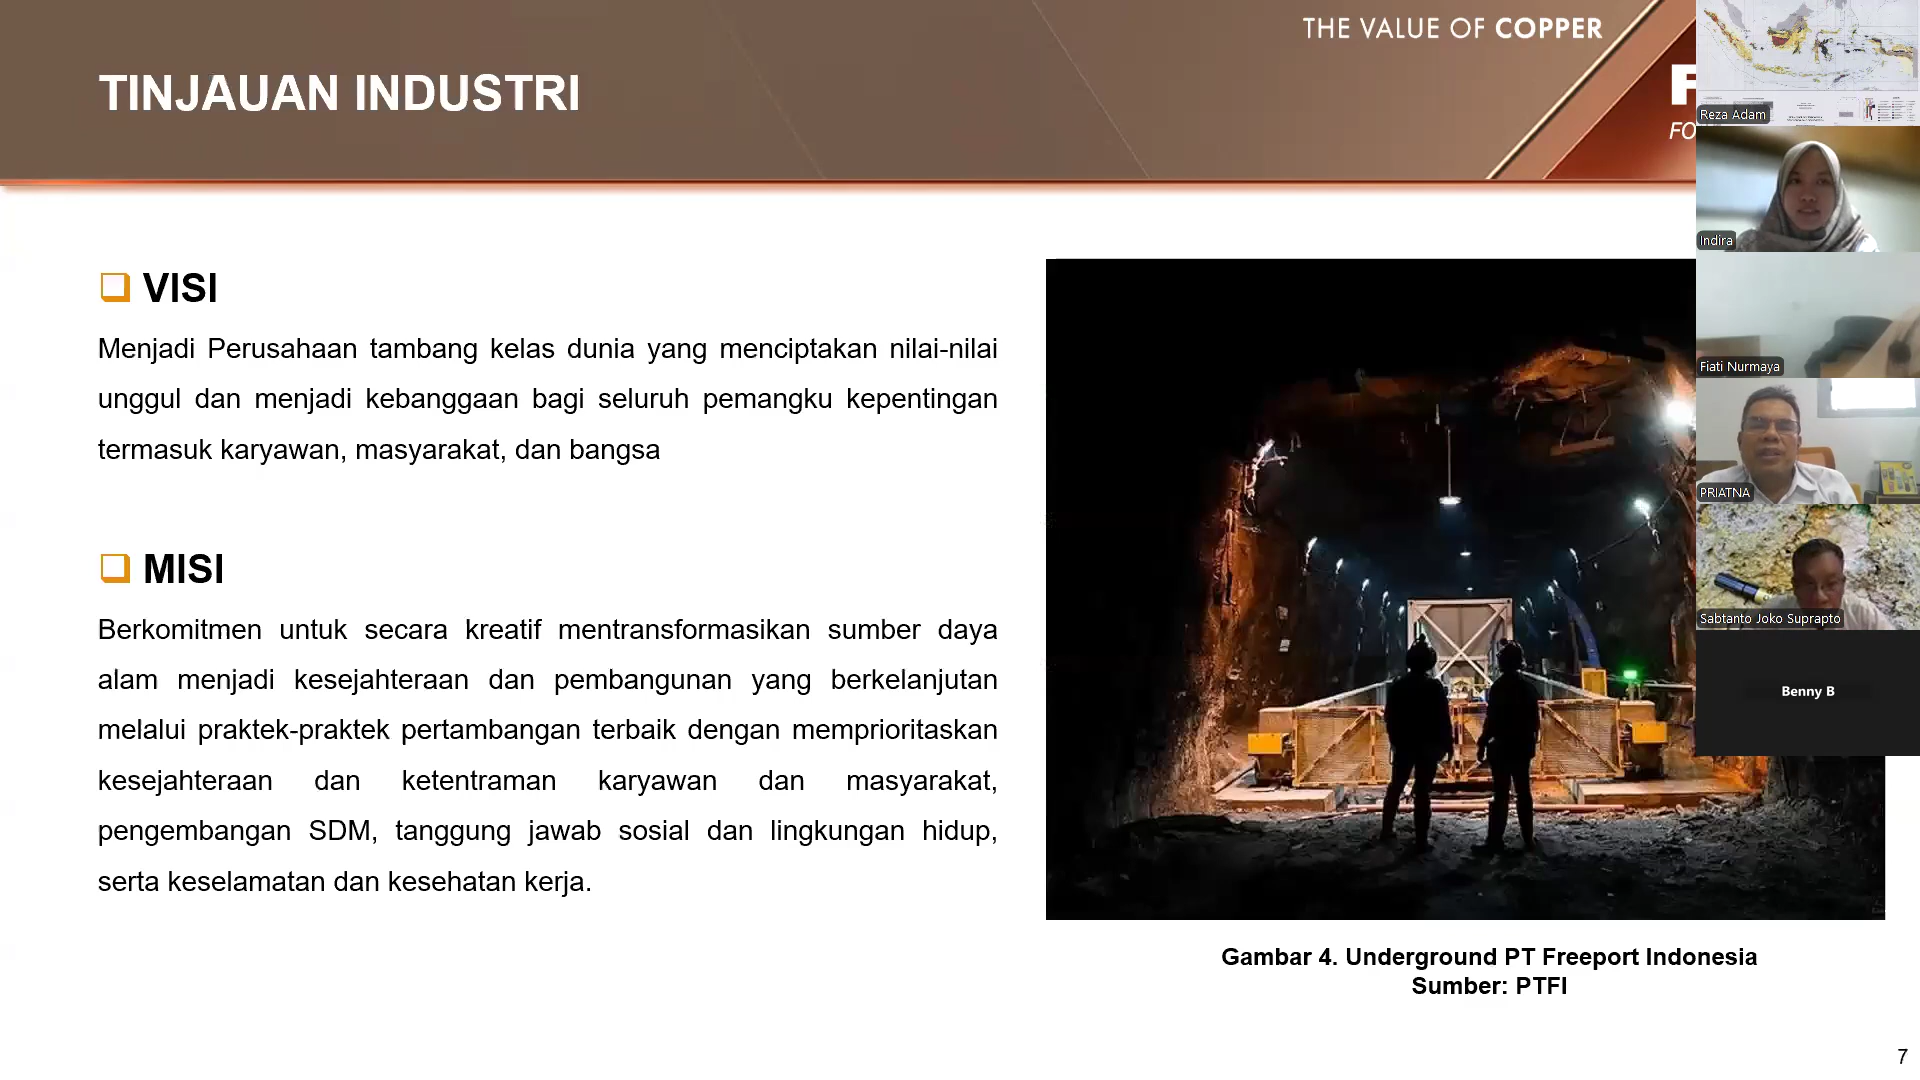 THE VALUE OF COPPER
TINJAUAN INDUSTRI
F
FO
VISI
Menjadi Perusahaan tambang kelas dunia yang menciptakan nilai-nilai
unggul dan menjadi kebanggaan bagi seluruh pemangku kepentingan
termasuk karyawan, masyarakat, dan bangsa
MISI
Berkomitmen untuk secara kreatif mentransformasikan sumber daya
alam menjadi kesejahteraan dan pembangunan yang berkelanjutan
melalui praktek-praktek pertambangan terbaik dengan memprioritaskan
kesejahteraan dan ketentraman karyawan dan masyarakat,
pengembangan SDM, tanggung jawab sosial dan lingkungan hidup,
serta keselamatan dan kesehatan kerja.
Gambar 4. Underground PT Freeport Indonesia
Sumber: PTFI
7
Reza Adam
Indira
Fiati Nurmaya
PRIATNA
Sabtanto Joko Suprapto
Benny B